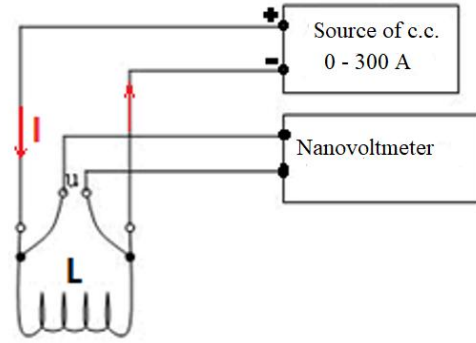 +
Source of c.c.
0 - 300 A
-
I
Nanovoltmeter
u
L